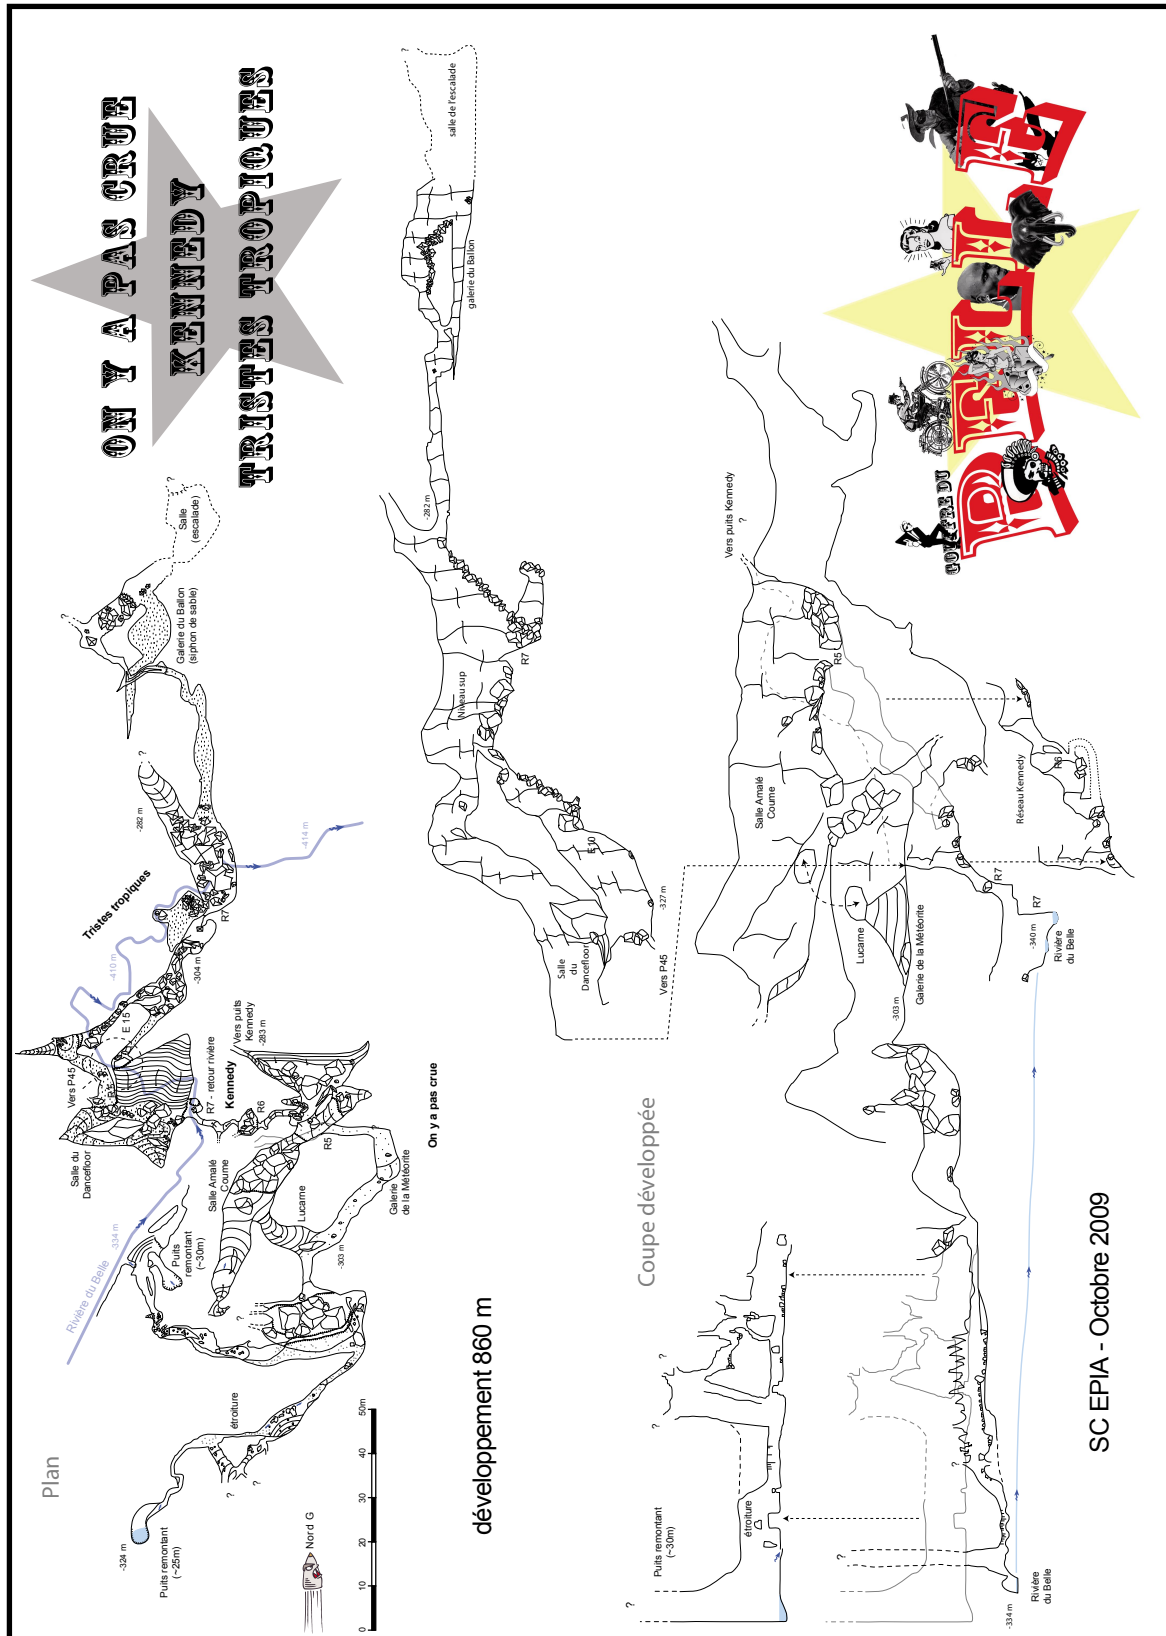 ON Y A PAS CRUE
KENNEDY
TRISTES TROPIQUES
GOUFFRE DU
Plan
-324 m
Puits remontant
(~25m)
étroiture
?
?
Nord G
0
10
20
30
40
50m
développement 860 m
Rivière du Belle
-334 m
Puits
remontant
(~30m)
?
Salle Amalé
Coume
Lucarne
-303 m
Galerie
de la Météorite
R5
R6
Kennedy
R7 - retour rivière
Vers puits
Kennedy
-283 m
On y a pas crue
Salle du
Dancefloor
Vers P45
E 15
-410 m
Tristes tropiques
-304 m
R7
-414 m
-282 m
?
Galerie du Ballon
(siphon de sable)
?
Salle
(escalade)
?
salle de l'escalade
?
galerie du Ballon
-282 m
R7
Niveau sup
E10
-327 m
Vers P45
Salle
du
Dancefloor
Coupe développée
Vers puits Kennedy
?
Salle Amalé
Coume
R5
Lucarne
Galerie de la Météorite
-303 m
Réseau Kennedy
R6
R7
R7
-340 m
Rivière
du Belle
Puits remontant
(~30m)
étroiture
?
?
?
?
?
-334 m
Rivière
du Belle
SC EPIA - Octobre 2009